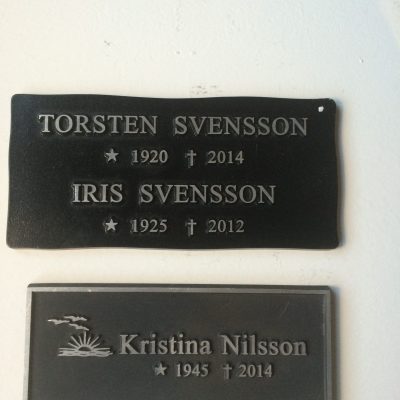 TORSTEN SVENSSON
★ 1920 † 2014
IRIS SVENSSON
★ 1925 † 2012
Kristina Nilsson
★ 1945 † 2014